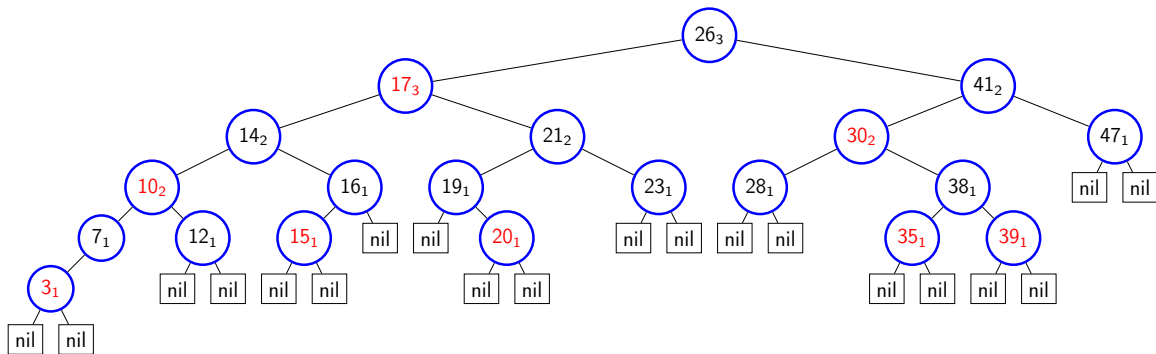 26₃
17₃ 41₂
14₂ 21₂ 30₂ 47₁
10₂ 16₁ 19₁ 23₁ 28₁ 38₁ nil nil
7₁ 12₁ 15₁ nil nil 20₁ nil nil nil nil 35₁ 39₁
3₁ nil nil nil nil nil nil nil nil nil nil
nil nil